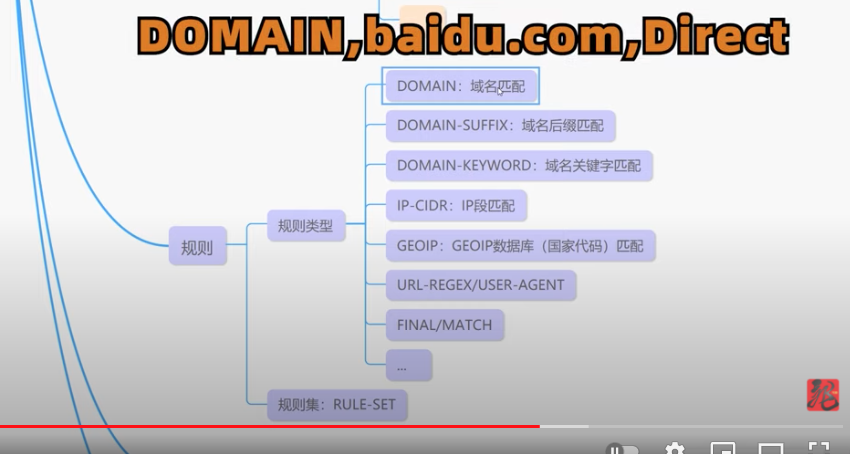 DOMAIN,baidu.com,Direct
DOMAIN：域名匹配
DOMAIN-SUFFIX：域名后缀匹配
DOMAIN-KEYWORD：域名关键字匹配
IP-CIDR：IP段匹配
规则类型
规则
GEOIP：GEOIP数据库（国家代码）匹配
URL-REGEX/USER-AGENT
FINAL/MATCH
...
规则集：RULE-SET